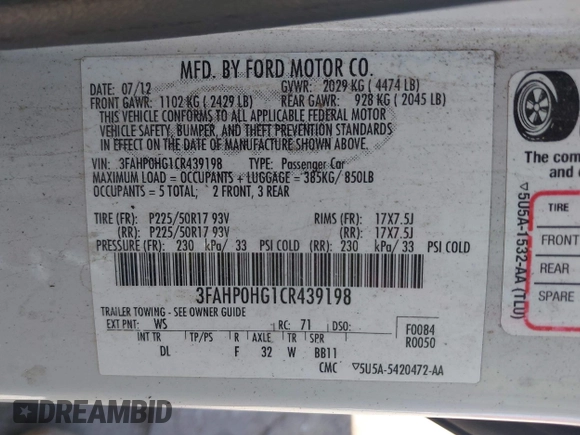 MFD. BY FORD MOTOR CO.
DATE: 07/12 GVWR: 2029 KG ( 4474 LB)
FRONT GAWR: 1102 KG ( 2429 LB) REAR GAWR: 928 KG ( 2045 LB)
THIS VEHICLE CONFORMS TO ALL APPLICABLE FEDERAL MOTOR
VEHICLE SAFETY, BUMPER, AND THEFT PREVENTION STANDARDS
IN EFFECT ON THE DATE OF MANUFACTURE SHOWN ABOVE.
VIN: 3FAHP0HG1CR439198 TYPE: Passenger Car
MAXIMUM LOAD = OCCUPANTS + LUGGAGE = 385KG/850LB
OCCUPANTS = 5 TOTAL; 2 FRONT, 3 REAR
TIRE (FR): P225/50R17 93V RIMS (FR): 17X7.5J
(RR): P225/50R17 93V (RR): 17X7.5J
PRESSURE (FR): 230 kPa/ 33 PSI COLD (RR): 230 kPa/ 33 PSI COLD
3FAHP0HG1CR439198
TRAILER TOWING - SEE OWNER GUIDE
EXT PNT: WS RC: 71 DSO:
F0084
R0050
INT TR TP/PS R AXLE TR SPR
DL F 32 W BB11
CMC ▽5U5A-5420472-AA
▽5U5A-1532-AA (TLU)
The com
TIRE
FRONT
REAR
SPARE
DREAMBID